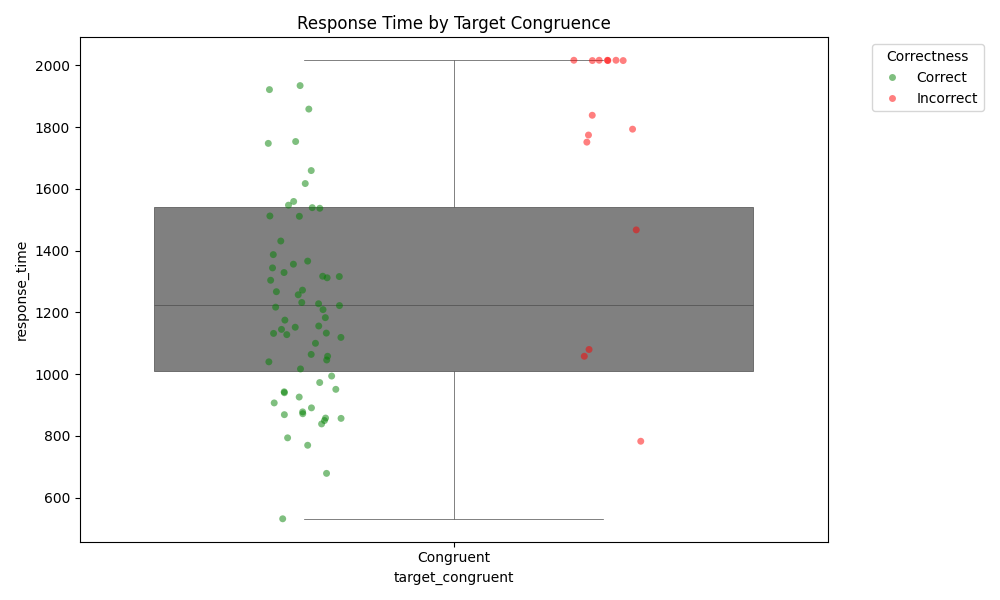 Response Time by Target Congruence
Correctness
Correct
Incorrect
response_time
2000
1800
1600
1400
1200
1000
800
600
Congruent
target_congruent